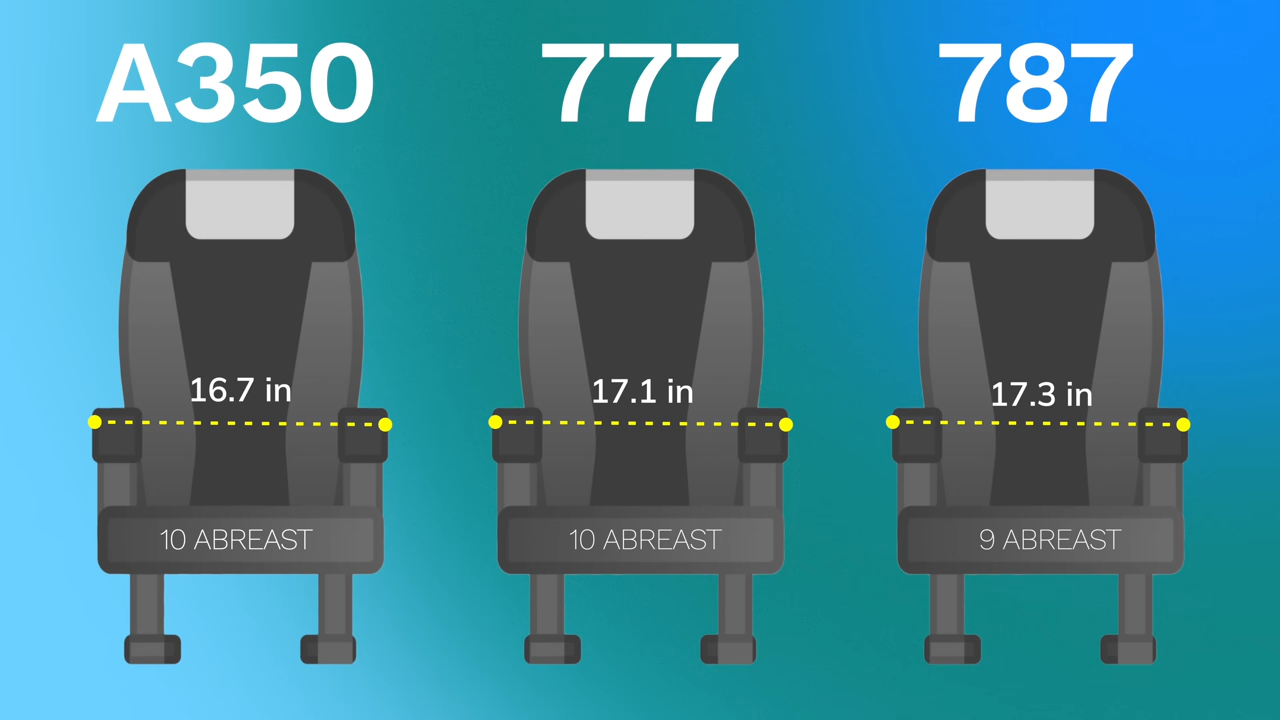 A350
777
787
16.7 in
17.1 in
17.3 in
10 ABREAST
10 ABREAST
9 ABREAST